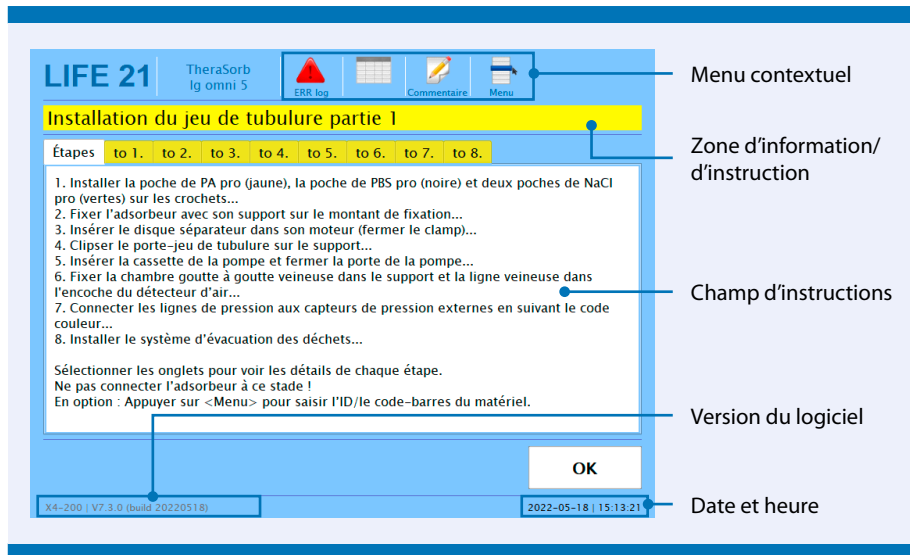 LIFE 21
TheraSorb
Ig omni 5
ERR log
Commentaire
Menu
Menu contextuel
Installation du jeu de tubulure partie 1
Zone d'information/
d'instruction
Étapes to 1. to 2. to 3. to 4. to 5. to 6. to 7. to 8.
1. Installer la poche de PA pro (jaune), la poche de PBS pro (noire) et deux poches de NaCl
pro (vertes) sur les crochets...
2. Fixer l'adsorbeur avec son support sur le montant de fixation...
3. Insérer le disque séparateur dans son moteur (fermer le clamp)...
4. Clipser le porte-jeu de tubulure sur le support...
5. Insérer la cassette de la pompe et fermer la porte de la pompe...
6. Fixer la chambre goutte à goutte veineuse dans le support et la ligne veineuse dans
l'encoche du détecteur d'air...
7. Connecter les lignes de pression aux capteurs de pression externes en suivant le code
couleur...
8. Installer le système d'évacuation des déchets...
Champ d'instructions
Sélectionner les onglets pour voir les détails de chaque étape.
Ne pas connecter l'adsorbeur à ce stade !
En option : Appuyer sur <Menu> pour saisir l'ID/le code-barres du matériel.
Version du logiciel
OK
X4-200 | V7.3.0 (build 20220518)
2022-05-18 | 15:13:21
Date et heure